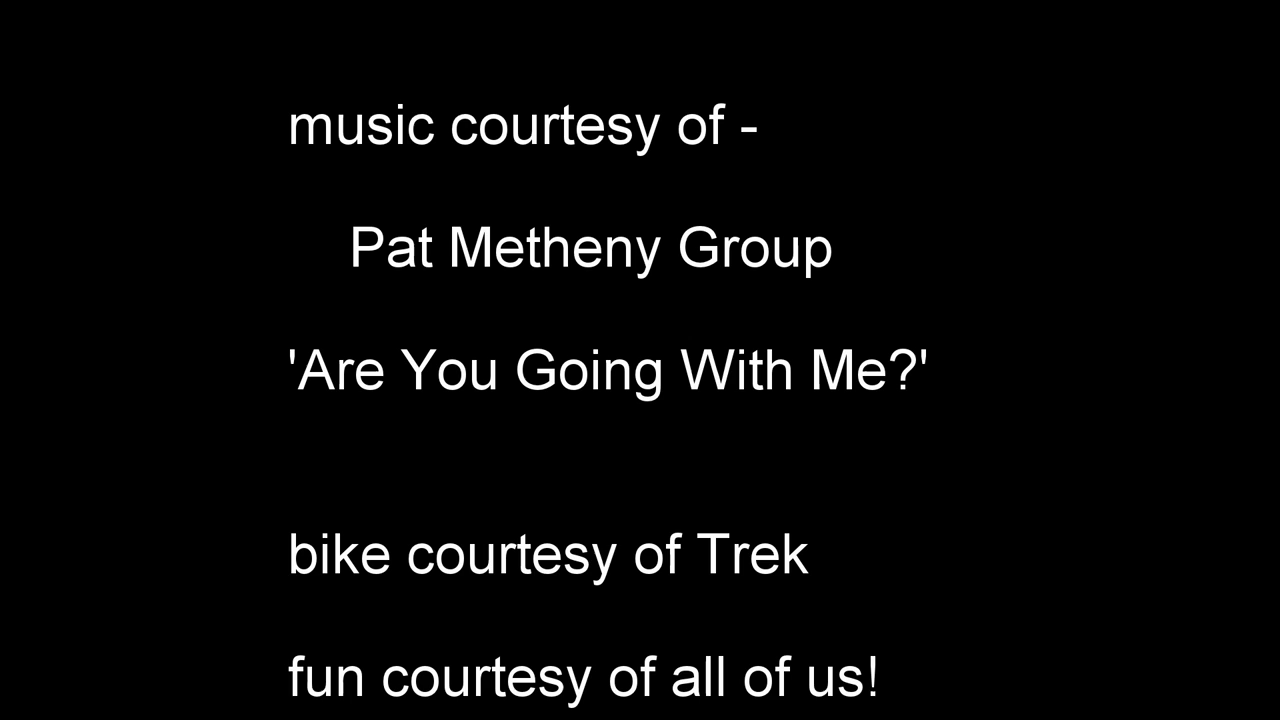 music courtesy of -
Pat Metheny Group
'Are You Going With Me?'
bike courtesy of Trek
fun courtesy of all of us!